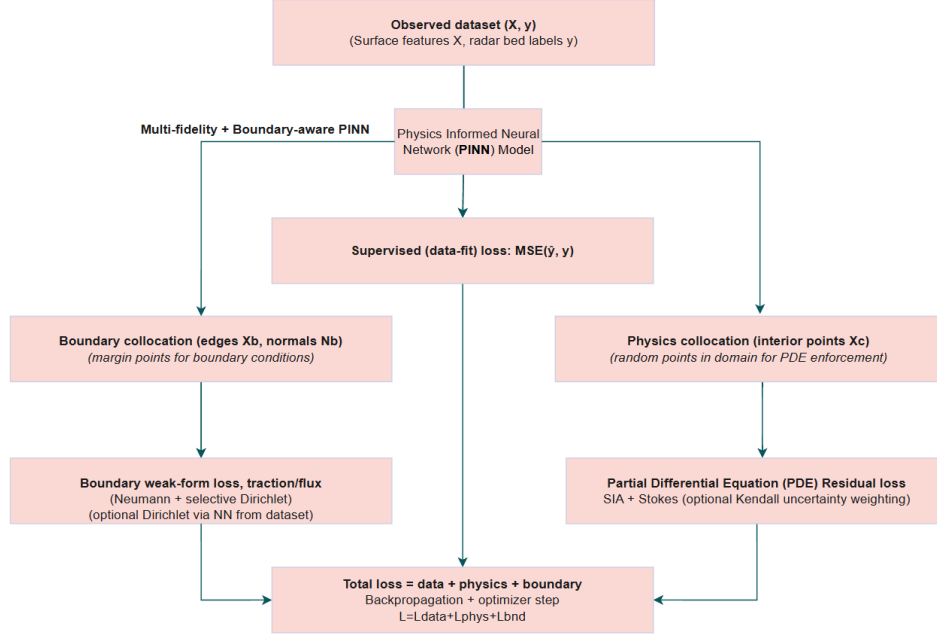 Observed dataset (X, y)
(Surface features X, radar bed labels y)
Multi-fidelity + Boundary-aware PINN
Physics Informed Neural
Network (PINN) Model
Supervised (data-fit) loss: MSE(ŷ, y)
Boundary collocation (edges Xb, normals Nb)
(margin points for boundary conditions)
Physics collocation (interior points Xc)
(random points in domain for PDE enforcement)
Boundary weak-form loss, traction/flux
(Neumann + selective Dirichlet)
(optional Dirichlet via NN from dataset)
Partial Differential Equation (PDE) Residual loss
SIA + Stokes (optional Kendall uncertainty weighting)
Total loss = data + physics + boundary
Backpropagation + optimizer step
L=Ldata+Lphys+Lbnd